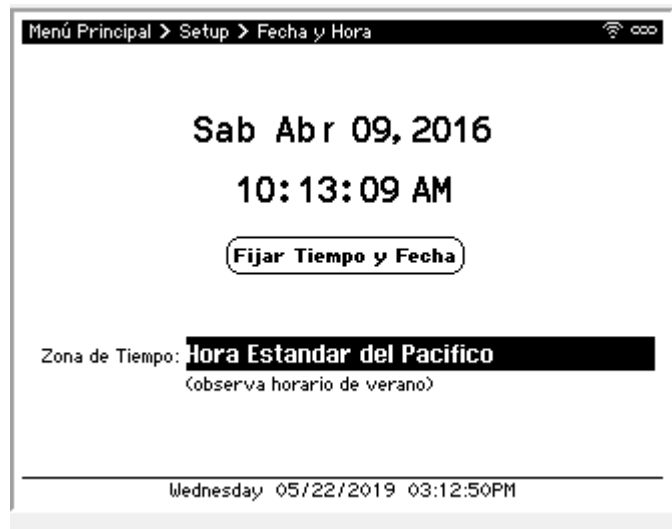 Menú Principal > Setup > Fecha y Hora
Sab Abr 09, 2016
10:13:09 AM
Fijar Tiempo y Fecha
Zona de Tiempo: Hora Estandar del Pacifico
(observa horario de verano)
Wednesday 05/22/2019 03:12:50PM